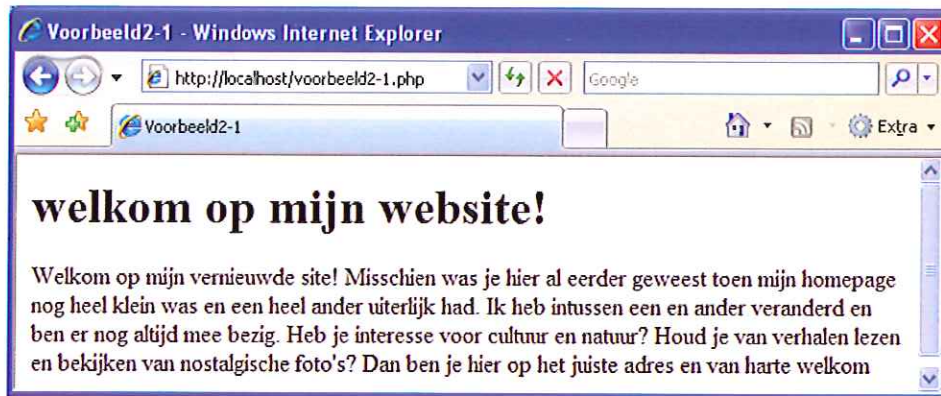 Voorbeeld2-1 - Windows Internet Explorer
http://localhost/voorbeeld2-1.php
Google
Voorbeeld2-1
Extra
welkom op mijn website!
Welkom op mijn vernieuwde site! Misschien was je hier al eerder geweest toen mijn homepage
nog heel klein was en een heel ander uiterlijk had. Ik heb intussen een en ander veranderd en
ben er nog altijd mee bezig. Heb je interesse voor cultuur en natuur? Houd je van verhalen lezen
en bekijken van nostalgische foto's? Dan ben je hier op het juiste adres en van harte welkom